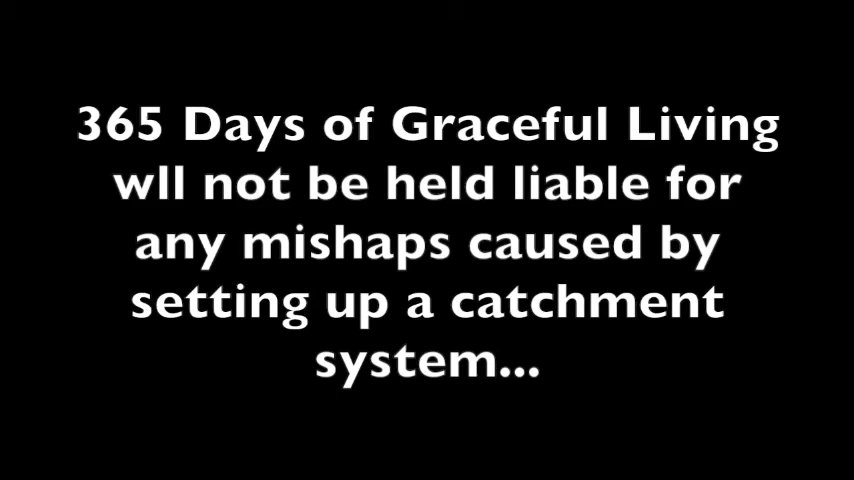 365 Days of Graceful Living
wll not be held liable for
any mishaps caused by
setting up a catchment
system...